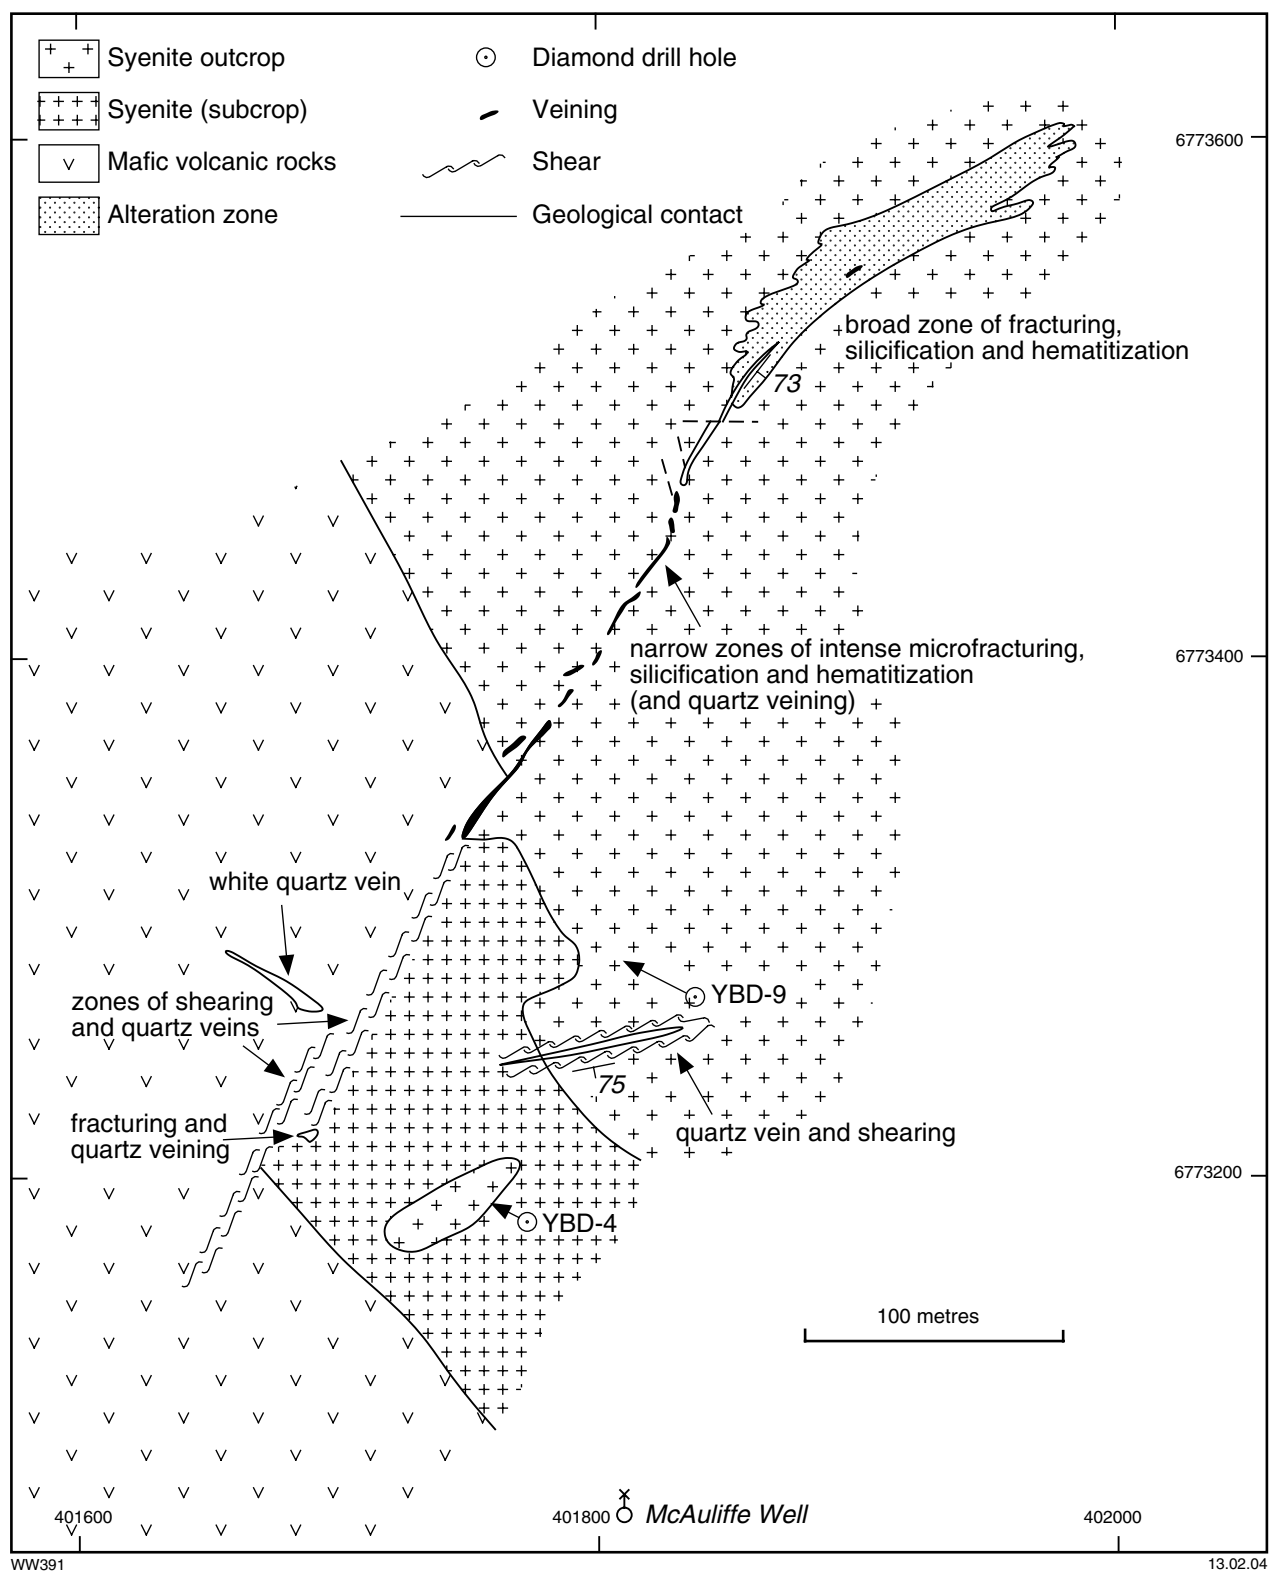 Syenite outcrop
Diamond drill hole
Syenite (subcrop)
Veining
Mafic volcanic rocks
Shear
Alteration zone
Geological contact
6773600
broad zone of fracturing,
silicification and hematitization
73
narrow zones of intense microfracturing,
silicification and hematitization
(and quartz veining)
6773400
white quartz vein
zones of shearing
and quartz veins
YBD-9
75
fracturing and
quartz veining
quartz vein and shearing
6773200
YBD-4
100 metres
401600
401800
McAuliffe Well
402000
WW391
13.02.04